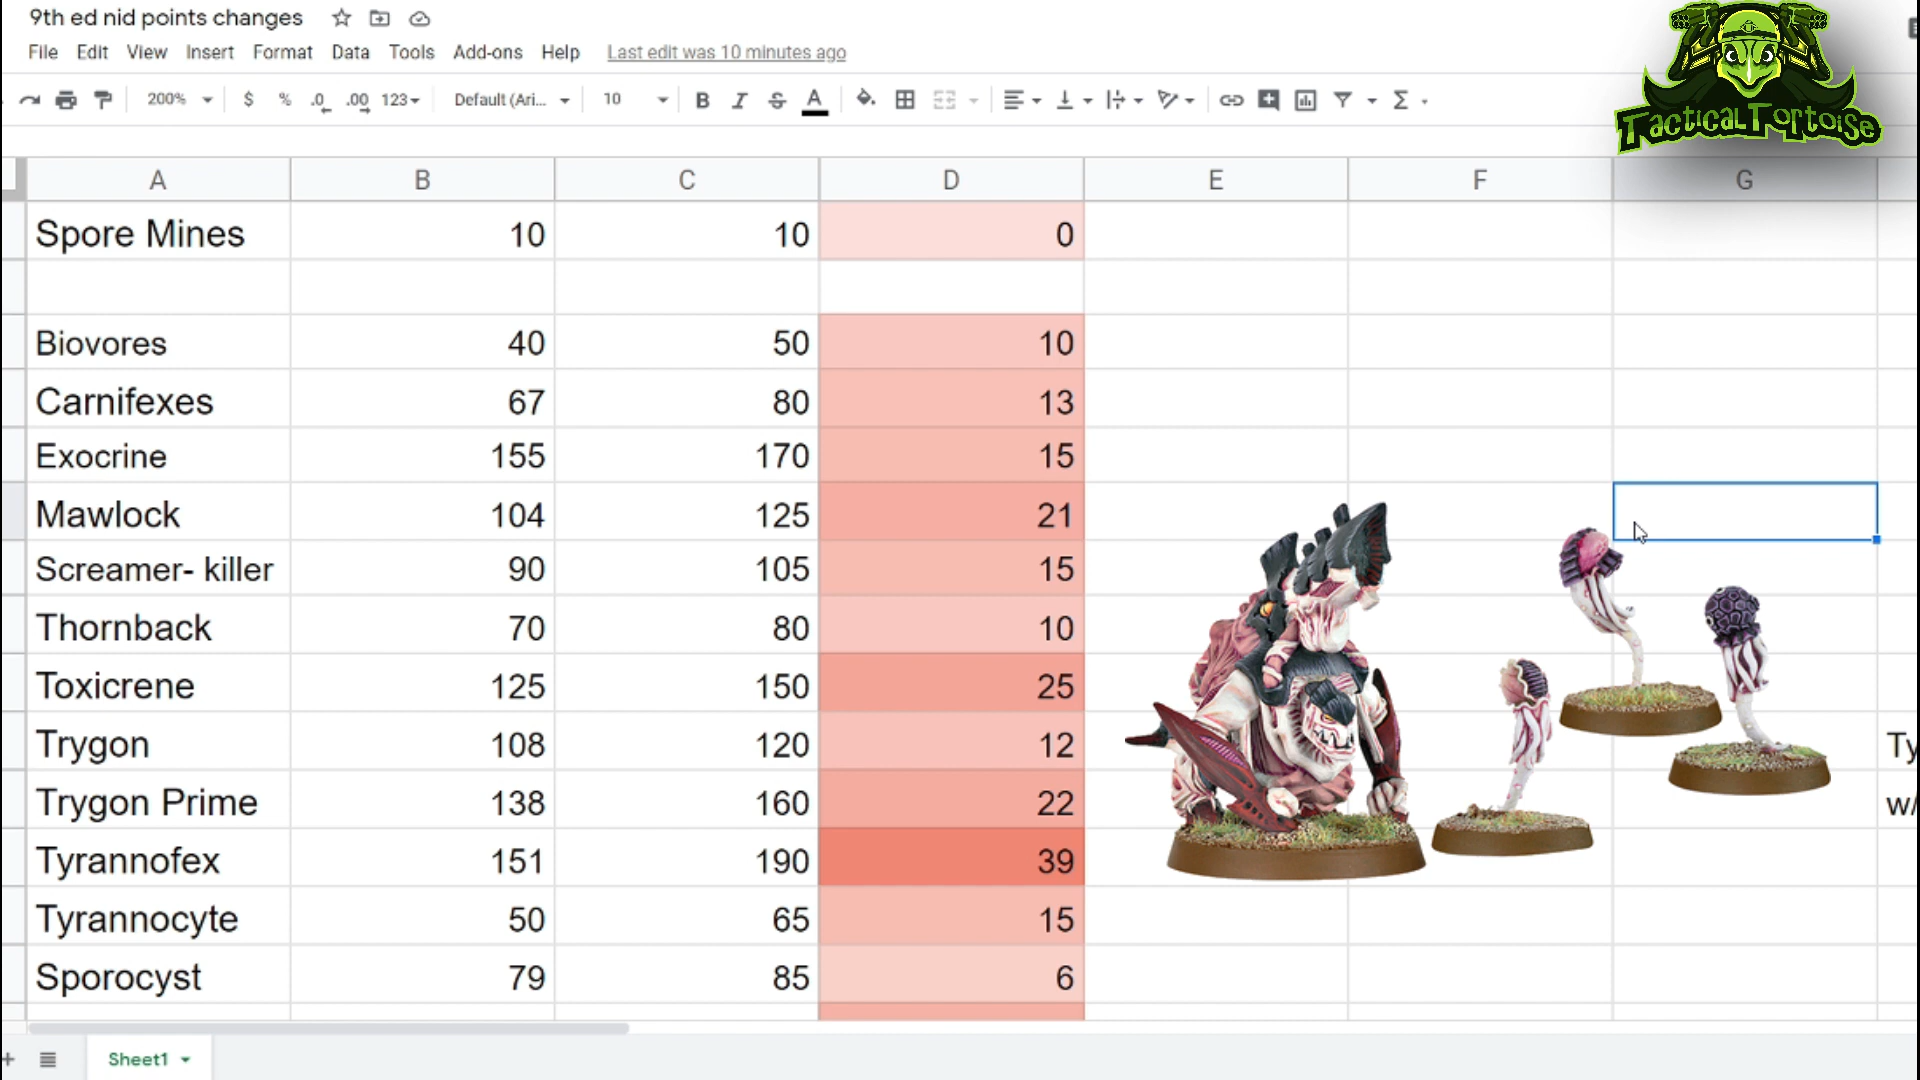 9th ed nid points changes
File Edit View Insert Format Data Tools Add-ons Help Last edit was 10 minutes ago
200% $ % .0 .00 123 Default (Ari... 10 B I S A Σ
TacticalTortoise
A B C D E F G
Spore Mines 10 10 0
Biovores 40 50 10
Carnifexes 67 80 13
Exocrine 155 170 15
Mawlock 104 125 21
Screamer- killer 90 105 15
Thornback 70 80 10
Toxicrene 125 150 25
Trygon 108 120 12 Ty
Trygon Prime 138 160 22 w/
Tyrannofex 151 190 39
Tyrannocyte 50 65 15
Sporocyst 79 85 6
Sheet1